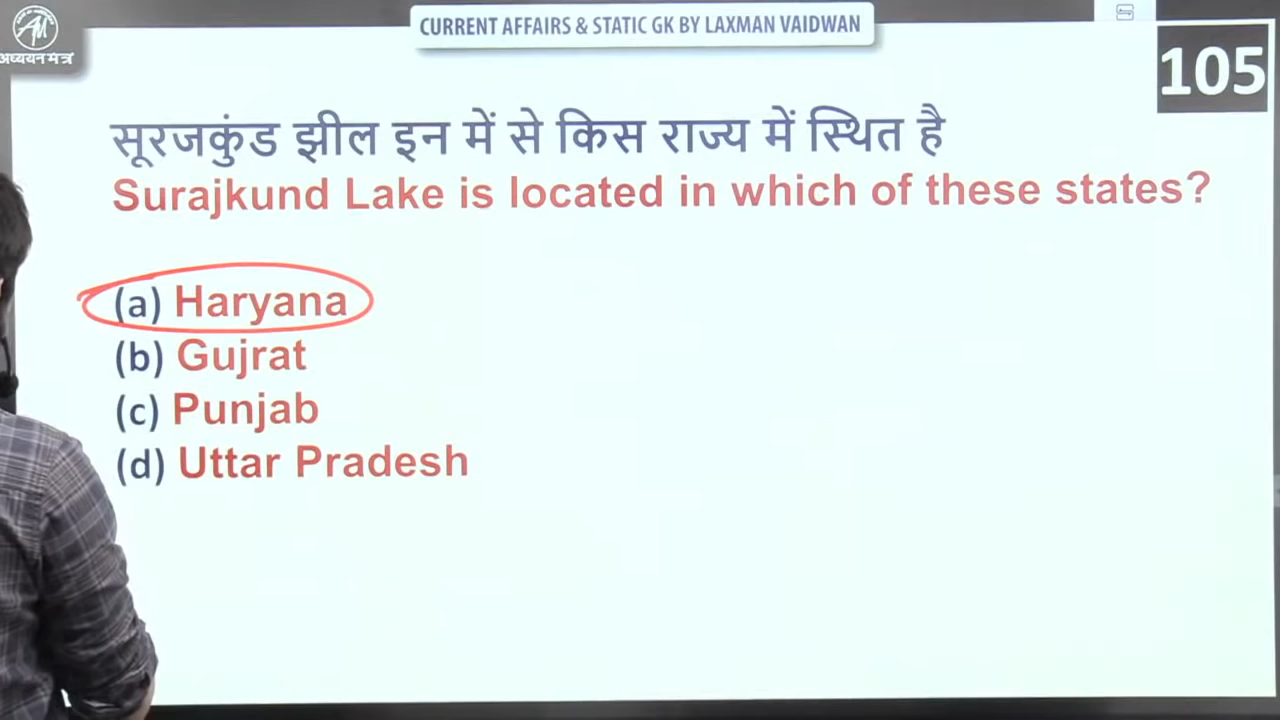 CURRENT AFFAIRS & STATIC GK BY LAXMAN VAIDWAN
AM
अध्ययन मंत्र
105
सूरजकुंड झील इन में से किस राज्य में स्थित है
Surajkund Lake is located in which of these states?
(a) Haryana
(b) Gujrat
(c) Punjab
(d) Uttar Pradesh